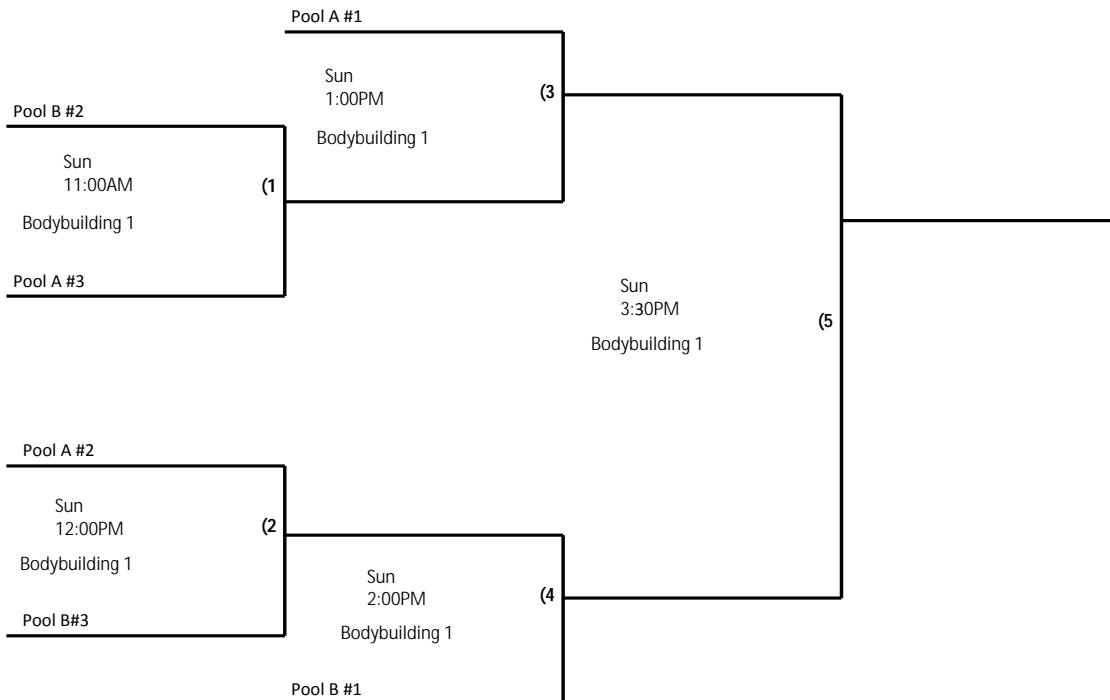 Pool A #1
Sun
1:00PM
(3
Bodybuilding 1
Pool B #2
Sun
11:00AM
(1
Bodybuilding 1
Pool A #3
Sun
3:30PM
(5
Bodybuilding 1
Pool A #2
Sun
12:00PM
(2
Bodybuilding 1
Pool B#3
Sun
2:00PM
(4
Bodybuilding 1
Pool B #1